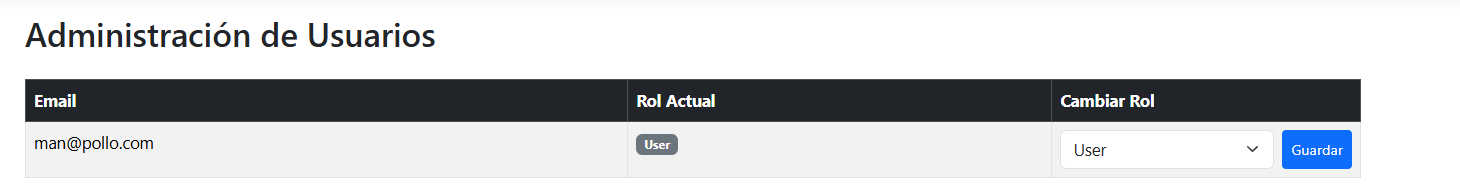 Administración de Usuarios
Email Rol Actual Cambiar Rol
man@pollo.com User User Guardar